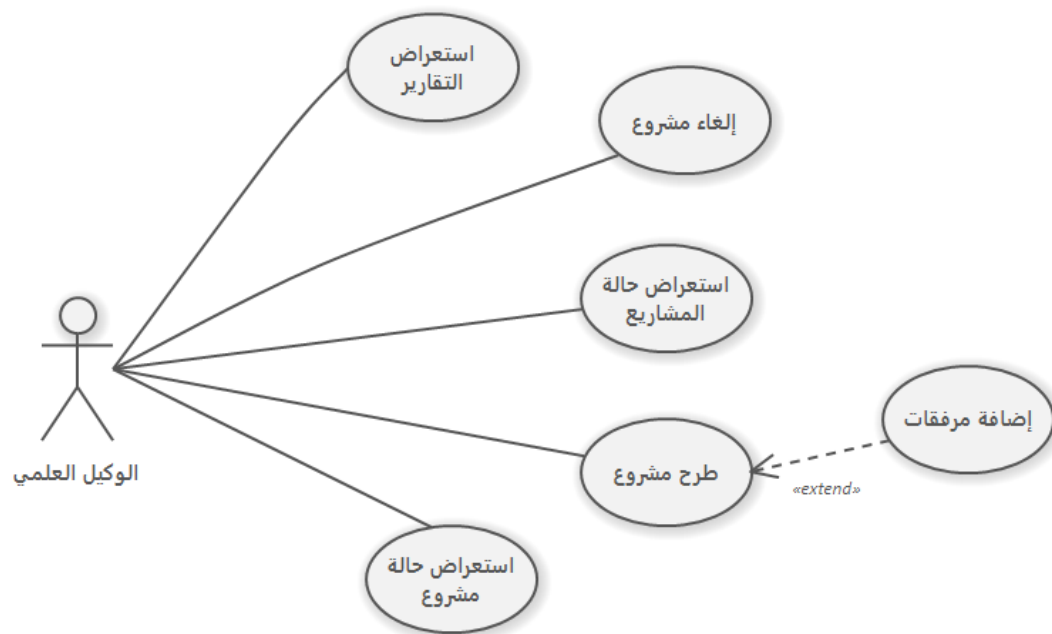 استعراض
التقارير
إلغاء مشروع
استعراض حالة
المشاريع
إضافة مرفقات
طرح مشروع
«extend»
الوكيل العلمي
استعراض حالة
مشروع